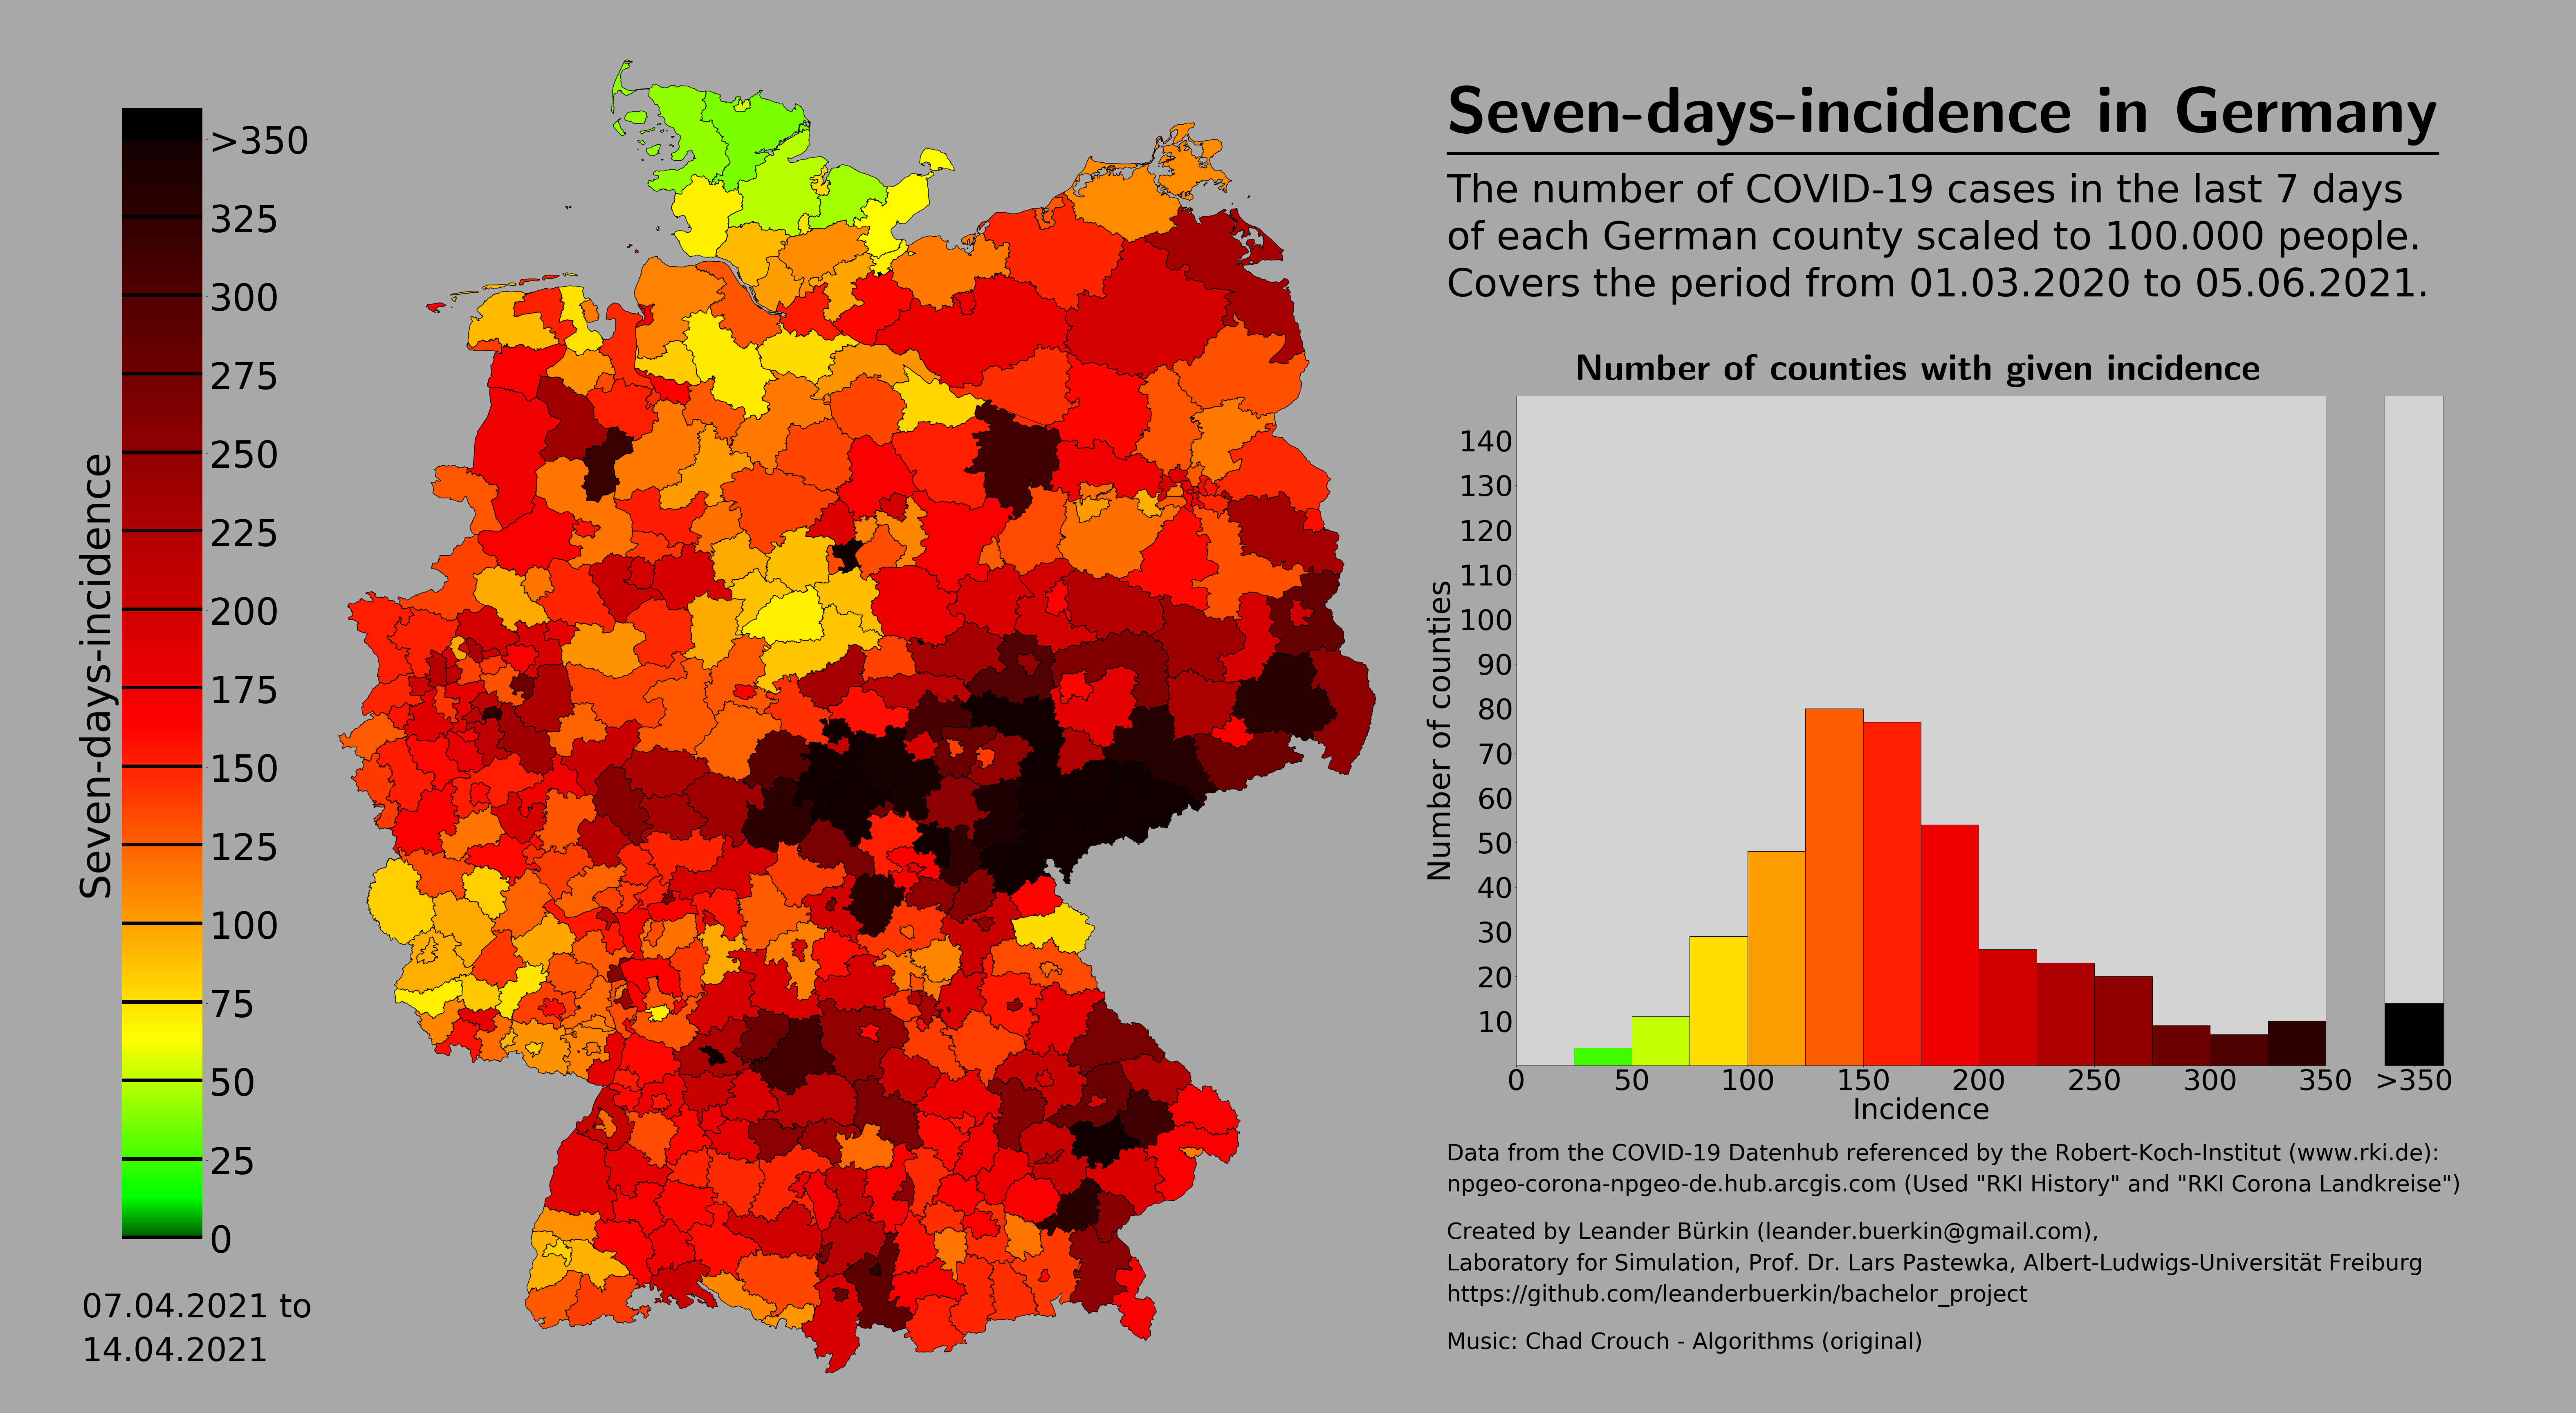 Seven-days-incidence in Germany
The number of COVID-19 cases in the last 7 days
of each German county scaled to 100.000 people.
Covers the period from 01.03.2020 to 05.06.2021.
Seven-days-incidence
>350
325
300
275
250
225
200
175
150
125
100
75
50
25
0
07.04.2021 to
14.04.2021
Number of counties with given incidence
Number of counties
140
130
120
110
100
90
80
70
60
50
40
30
20
10
0 50 100 150 200 250 300 350 >350
Incidence
Data from the COVID-19 Datenhub referenced by the Robert-Koch-Institut (www.rki.de):
npgeo-corona-npgeo-de.hub.arcgis.com (Used "RKI History" and "RKI Corona Landkreise")
Created by Leander Bürkin (leander.buerkin@gmail.com),
Laboratory for Simulation, Prof. Dr. Lars Pastewka, Albert-Ludwigs-Universität Freiburg
https://github.com/leanderbuerkin/bachelor_project
Music: Chad Crouch - Algorithms (original)